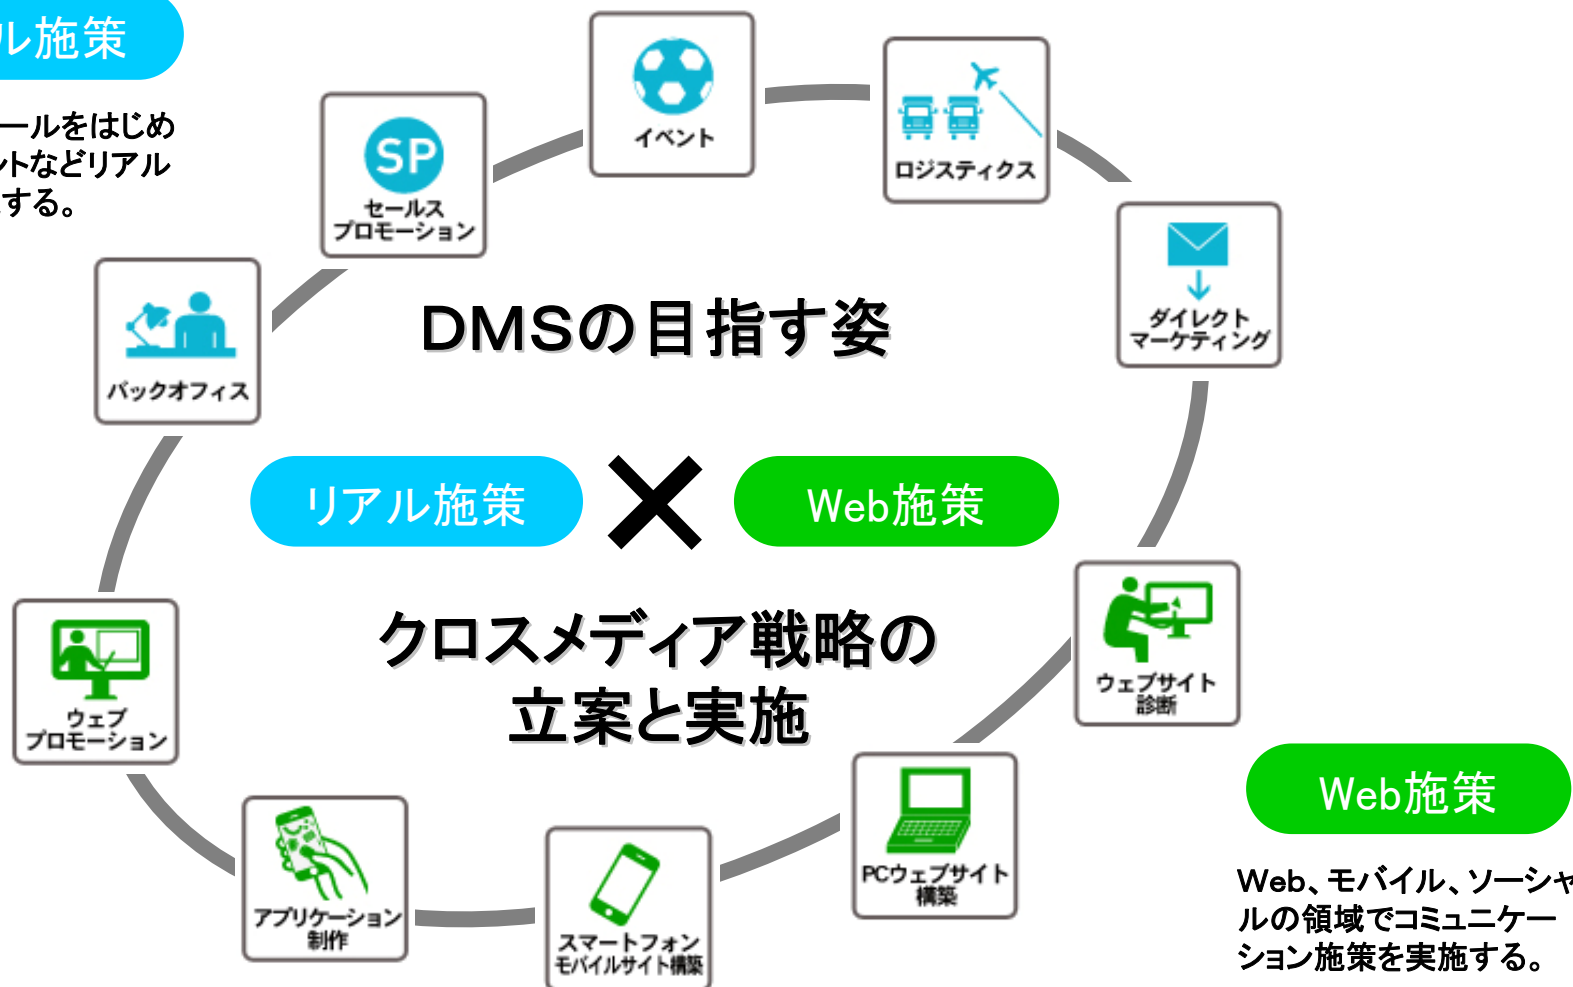 ル施策
ールをはじめ
ントなどリアル
する。
イベント
ロジスティクス
SP
セールス
プロモーション
ダイレクト
マーケティング
バックオフィス
DMSの目指す姿
リアル施策
×
Web施策
クロスメディア戦略の
立案と実施
ウェブサイト
診断
ウェブ
プロモーション
PCウェブサイト
構築
アプリケーション
制作
スマートフォン
モバイルサイト構築
Web施策
Web、モバイル、ソーシャ
ルの領域でコミュニケー
ション施策を実施する。